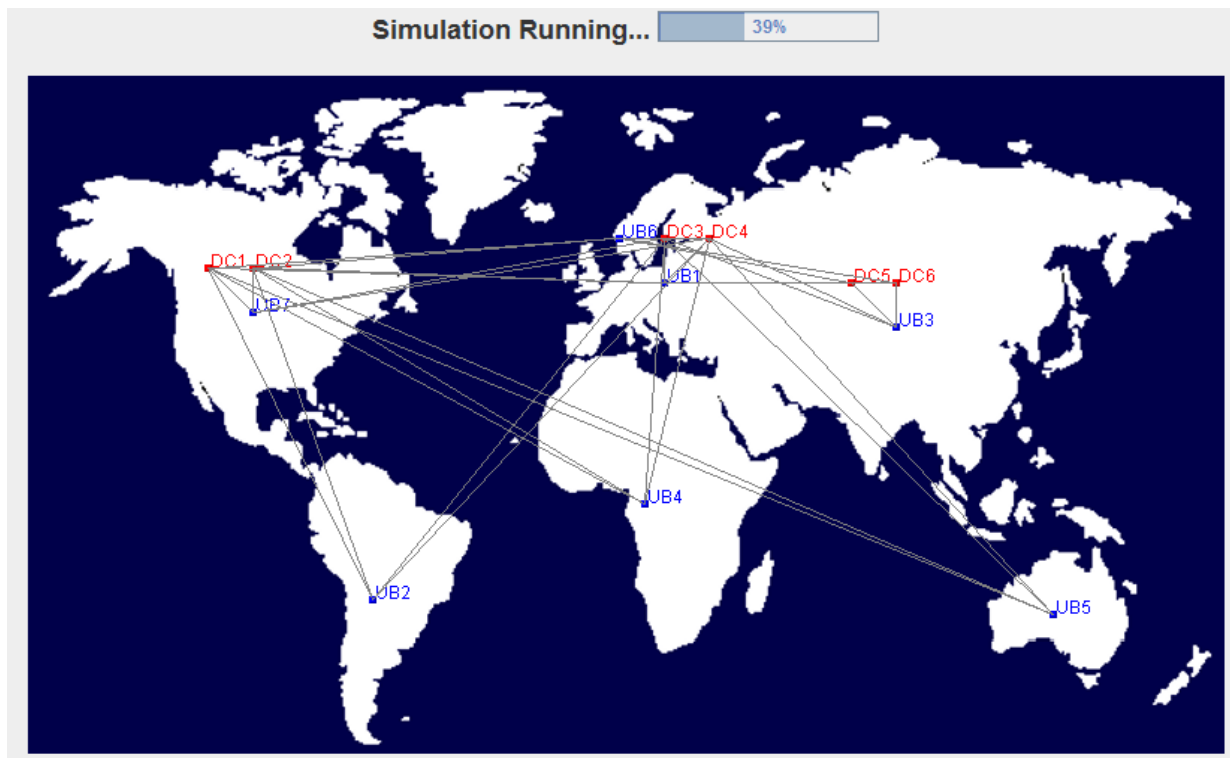 Simulation Running... 39%
UB6 DC3 DC4
DC1 DC2
UB1 DC5 DC6
UB7
UB3
UB4
UB2
UB5